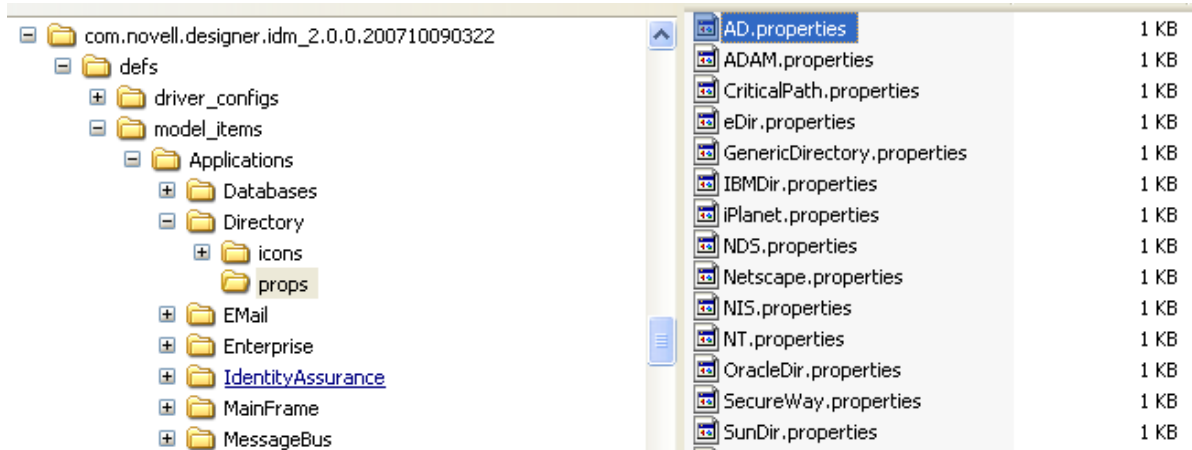 com.novell.designer.idm_2.0.0.200710090322
defs
driver_configs
model_items
Applications
Databases
Directory
icons
props
EMail
Enterprise
IdentityAssurance
MainFrame
MessageBus
AD.properties 1 KB
ADAM.properties 1 KB
CriticalPath.properties 1 KB
eDir.properties 1 KB
GenericDirectory.properties 1 KB
IBMDir.properties 1 KB
iPlanet.properties 1 KB
NDS.properties 1 KB
Netscape.properties 1 KB
NIS.properties 1 KB
NT.properties 1 KB
OracleDir.properties 1 KB
SecureWay.properties 1 KB
SunDir.properties 1 KB